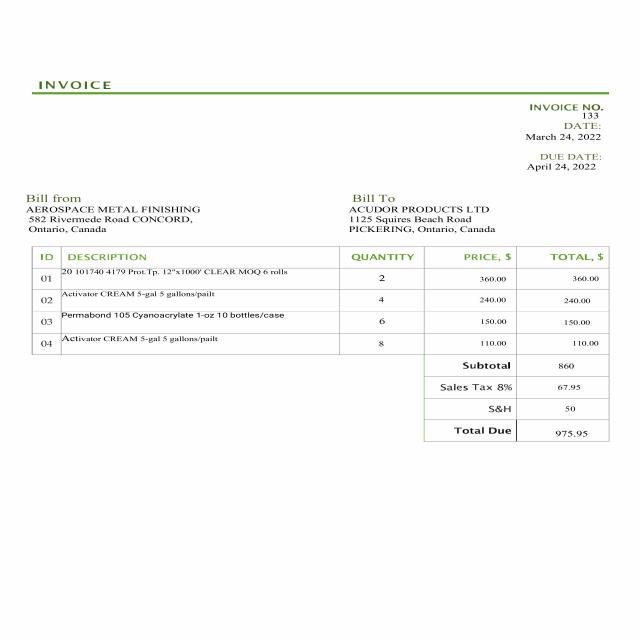 INVOICE
INVOICE NO.
133
DATE:
March 24, 2022
DUE DATE:
April 24, 2022
Bill from
AEROSPACE METAL FINISHING
582 Rivermede Road CONCORD,
Ontario, Canada
Bill To
ACUDOR PRODUCTS LTD
1125 Squires Beach Road
PICKERING, Ontario, Canada
ID DESCRIPTION QUANTITY PRICE, $ TOTAL, $
01 20 101740 4179 Prot.Tp. 12"x1000' CLEAR MOQ 6 rolls 2 360.00 360.00
02 Activator CREAM 5-gal 5 gallons/pailt 4 240.00 240.00
03 Permabond 105 Cyanoacrylate 1-oz 10 bottles/case 6 150.00 150.00
04 Activator CREAM 5-gal 5 gallons/pailt 8 110.00 110.00
Subtotal 860
Sales Tax 8% 67.95
S&H 50
Total Due 975.95